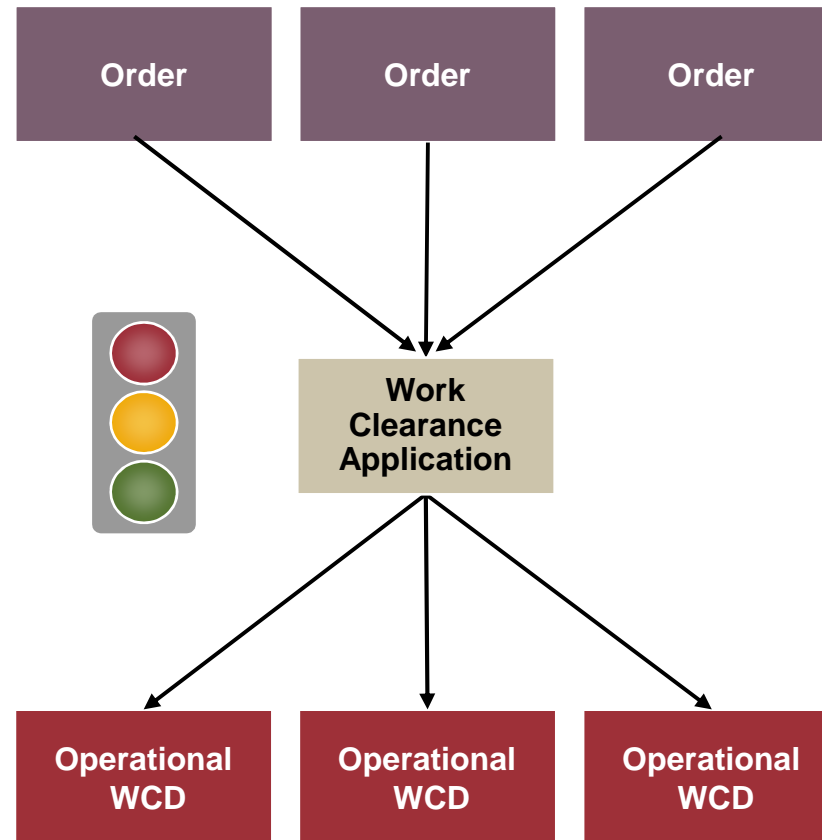 Order
Order
Order
Work
Clearance
Application
Operational
WCD
Operational
WCD
Operational
WCD